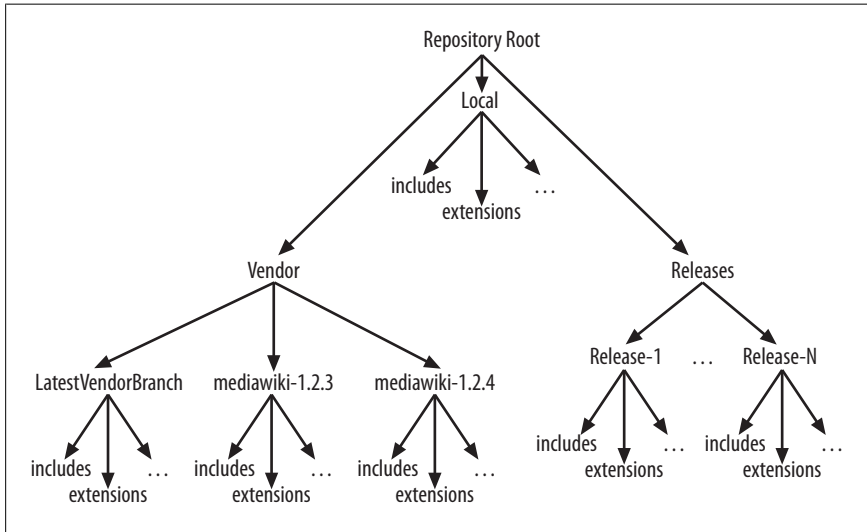 Repository Root
Local
includes
...
extensions
Vendor
Releases
LatestVendorBranch
mediawiki-1.2.3
mediawiki-1.2.4
Release-1
...
Release-N
includes
...
extensions
includes
...
extensions
includes
...
extensions
includes
...
extensions
includes
...
extensions